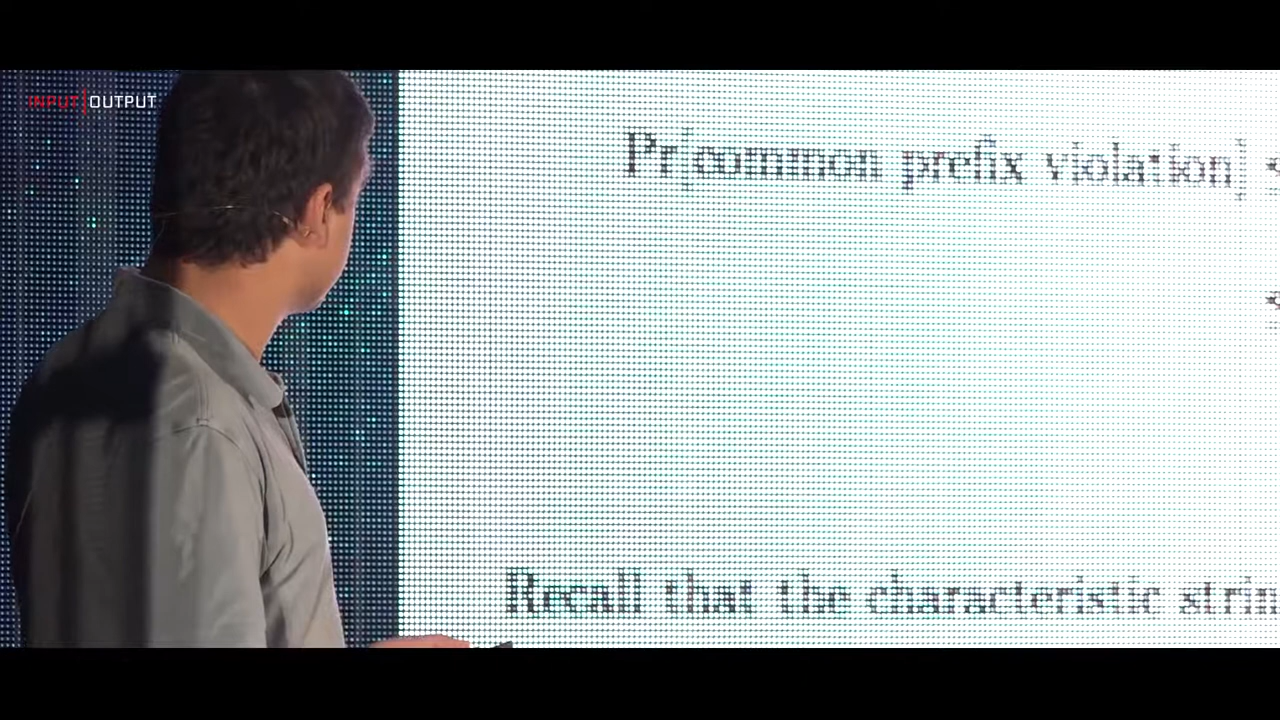 INPUT | OUTPUT
Pr[common prefix violation] ≤
≤
Recall that the characteristic